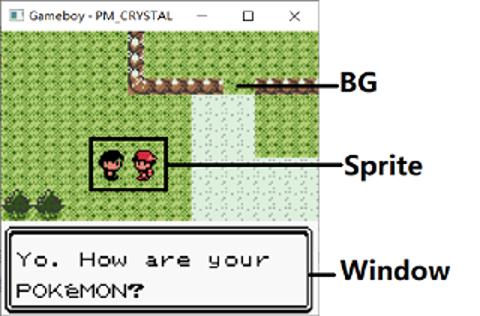 Gameboy - PM_CRYSTAL
BG
Sprite
Yo. How are your
POKéMON?
Window